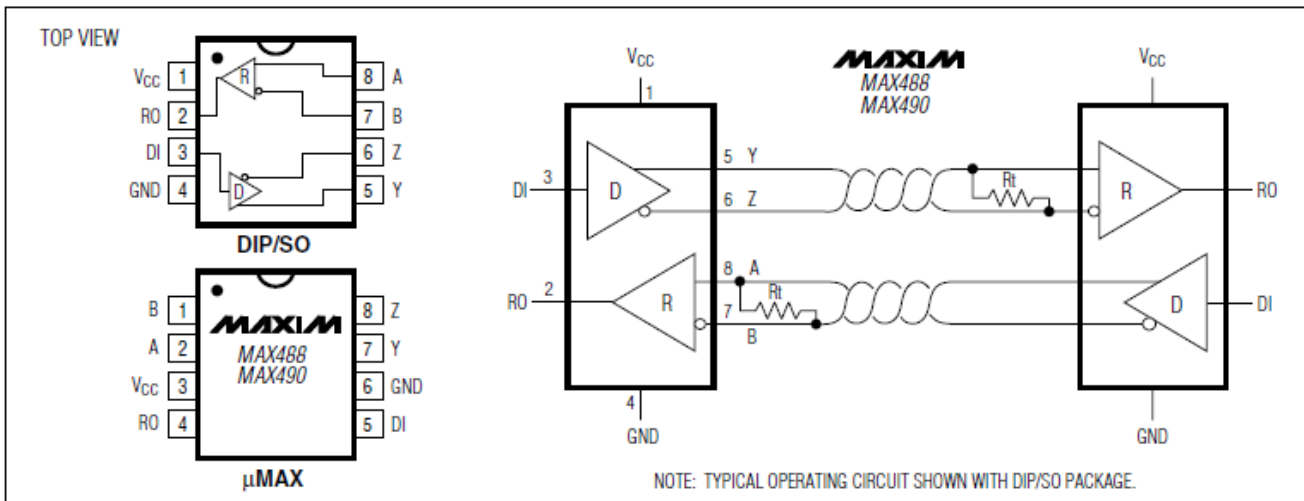 TOP VIEW
VCC 1
RO 2
DI 3
GND 4
8 A
7 B
6 Z
5 Y
R
D
DIP/SO
B 1
A 2
VCC 3
RO 4
8 Z
7 Y
6 GND
5 DI
MAXIM
MAX488
MAX490
µMAX
MAXIM
MAX488
MAX490
VCC
1
VCC
DI 3
D
5 Y
6 Z
Rt
R
RO
RO 2
R
8 A
7
B
Rt
D
DI
4
GND
GND
NOTE: TYPICAL OPERATING CIRCUIT SHOWN WITH DIP/SO PACKAGE.